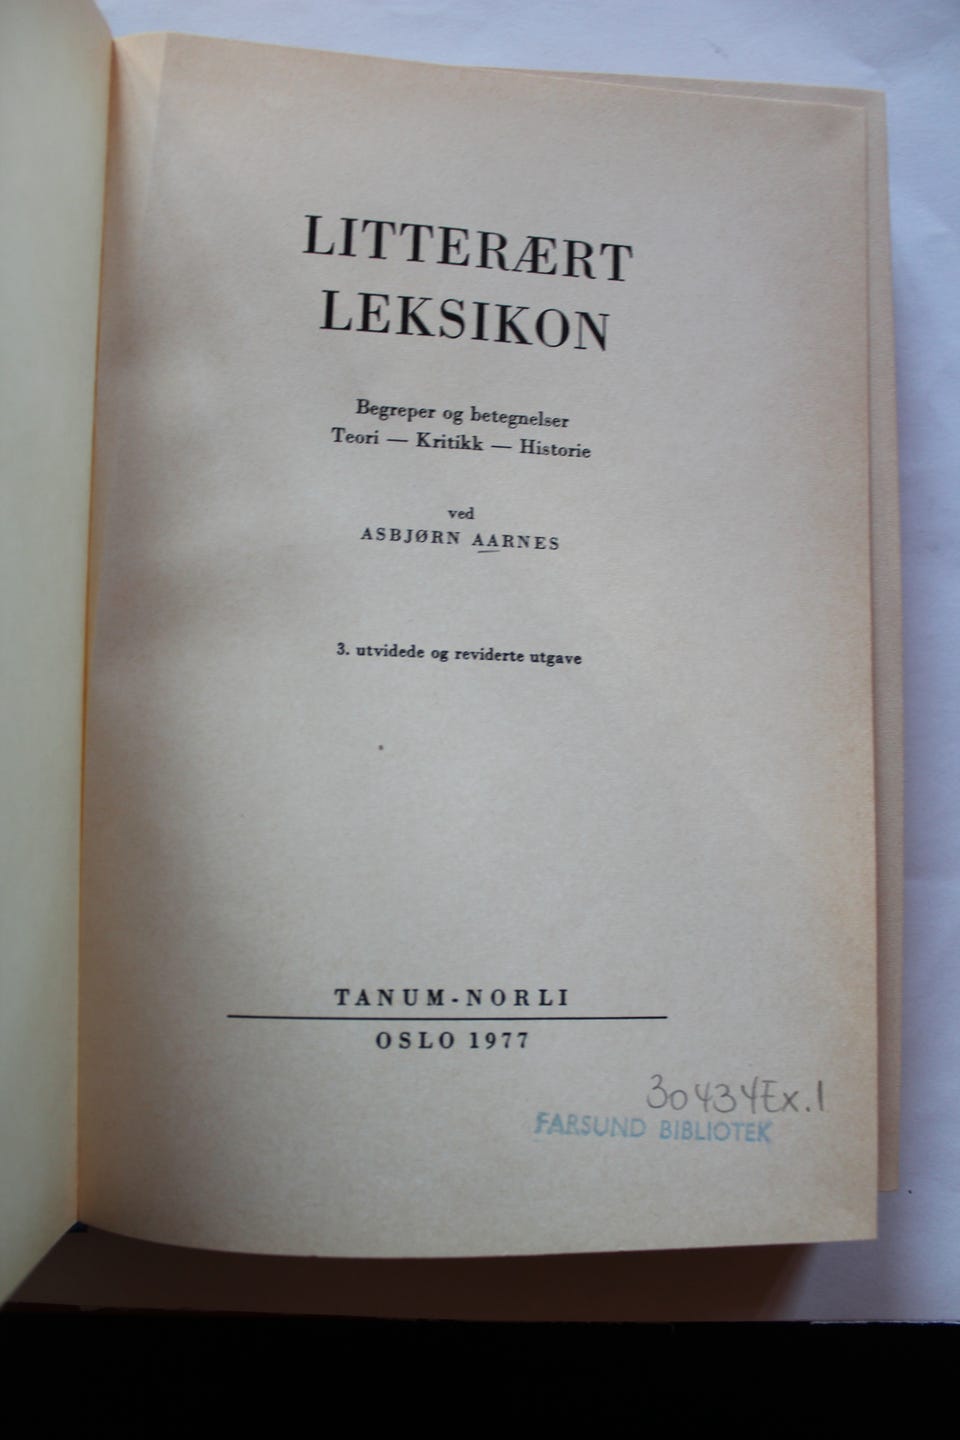 LITTERÆRT
LEKSIKON
Begreper og betegnelser
Teori — Kritikk — Historie
ved
ASBJØRN AARNES
3. utvidede og reviderte utgave
TANUM-NORLI
OSLO 1977
30434Ex.1
FARSUND BIBLIOTEK